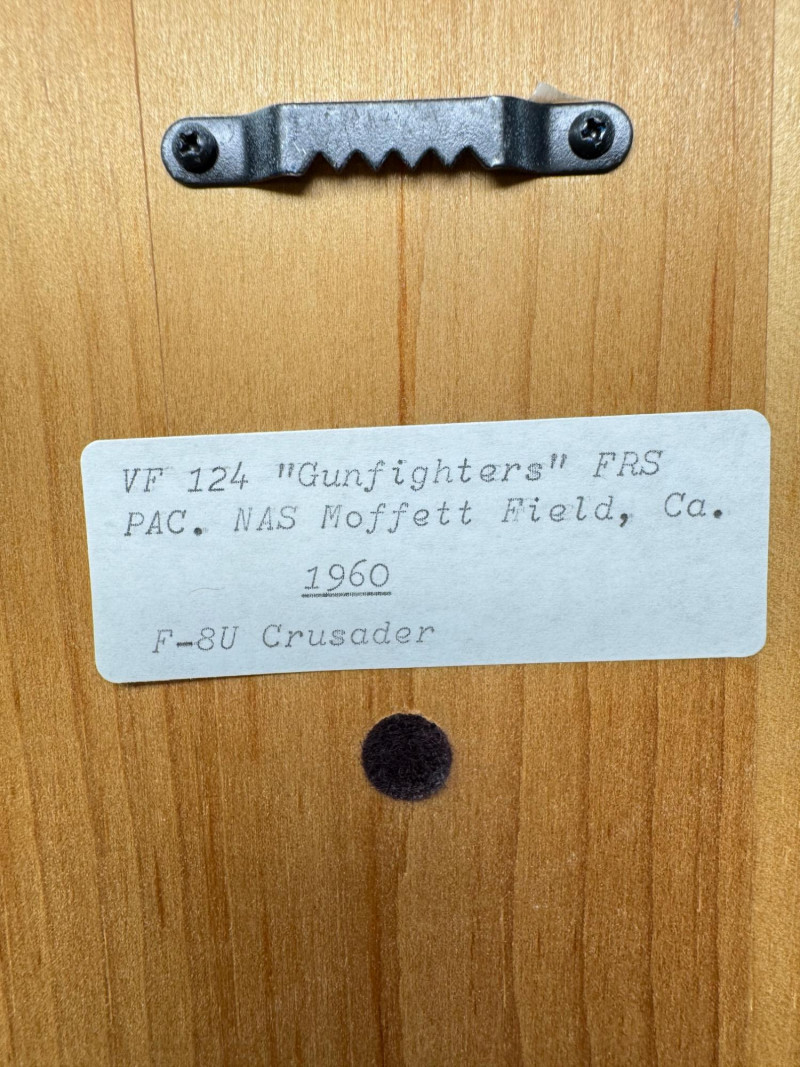 VF 124 "Gunfighters" FRS
PAC. NAS Moffett Field, Ca.
1960
F-8U Crusader